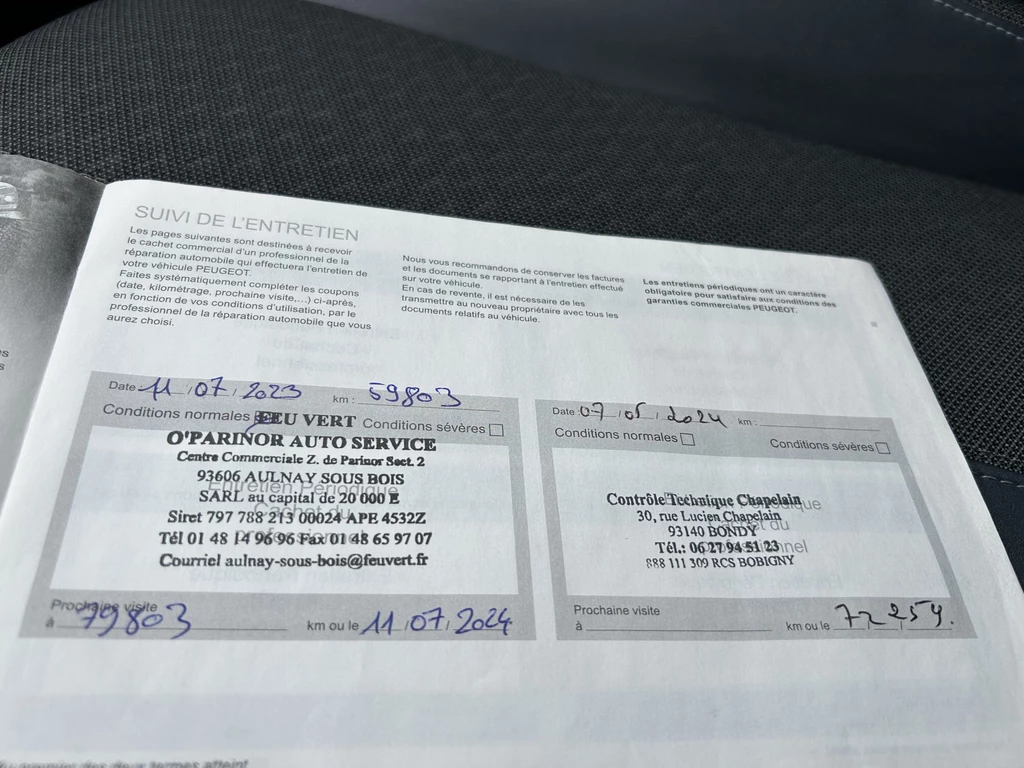 SUIVI DE L'ENTRETIEN
Les pages suivantes sont destinées à recevoir
le cachet commercial d'un professionnel de la
réparation automobile qui effectuera l'entretien de
votre véhicule PEUGEOT.
Faites systématiquement compléter les coupons
(date, kilométrage, prochaine visite,...) ci-après,
en fonction de vos conditions d'utilisation, par le
professionnel de la réparation automobile que vous
aurez choisi.
Nous vous recommandons de conserver les factures
et les documents se rapportant à l'entretien effectué
sur votre véhicule.
En cas de revente, il est nécessaire de les
transmettre au nouveau propriétaire avec tous les
documents relatifs au véhicule.
Les entretiens périodiques ont un caractère
obligatoire pour satisfaire aux conditions des
garanties commerciales PEUGEOT.
Date 11/07/2023 km : 59803
Conditions normales FEU VERT Conditions sévères
O'PARINOR AUTO SERVICE
Centre Commerciale Z. de Parinor Sect. 2
93606 AULNAY SOUS BOIS
Entretien Périodique
SARL au capital de 20 000 E
Cachet du
Siret 797 788 213 00024 APE 4532Z
Tél 01 48 14 96 96 Fax 01 48 65 97 07
Courriel aulnay-sous-bois@feuvert.fr
Prochaine visite
à 79803 km ou le 11/07/2024
Date 07/05/2024 km :
Conditions normales Conditions sévères
Contrôle Technique Chapelain
30, rue Lucien Chapelain
93140 BONDY
Tél.: 06 27 94 51 23
888 111 309 RCS BOBIGNY
Prochaine visite
à km ou le 72254.